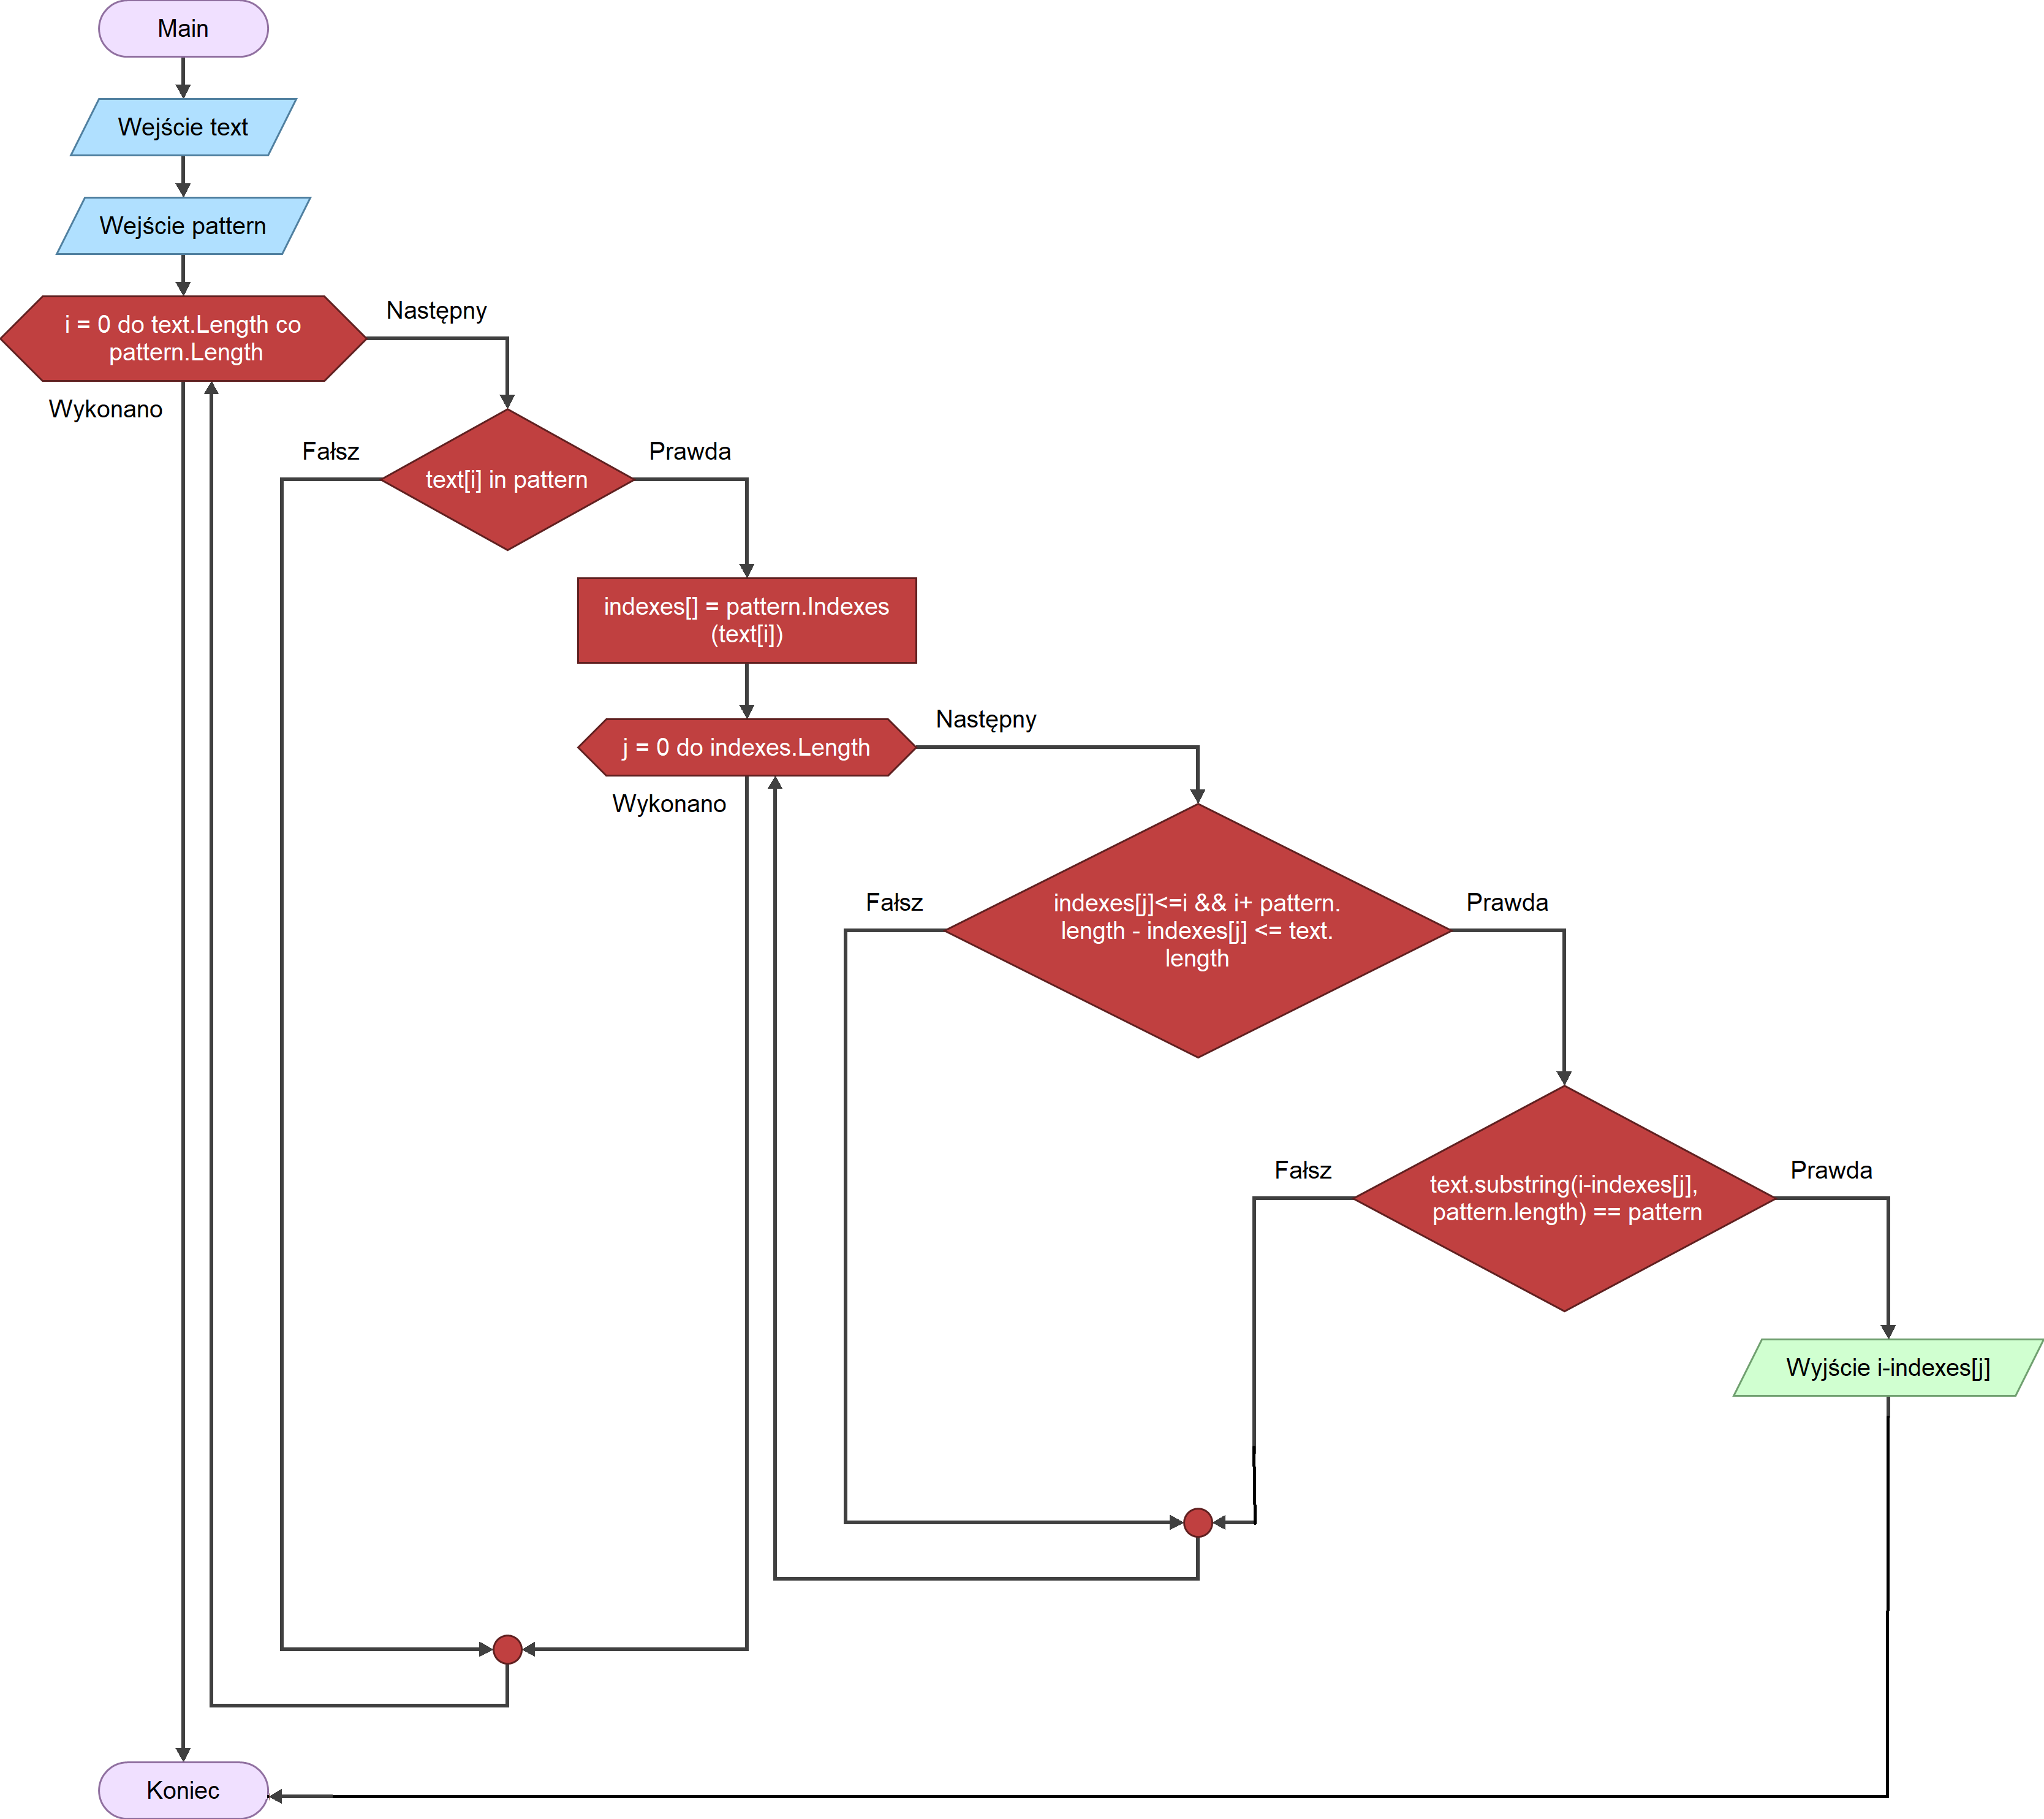 Main
Wejście text
Wejście pattern
i = 0 do text.Length co
pattern.Length
Następny
Wykonano
Fałsz
Prawda
text[i] in pattern
indexes[] = pattern.Indexes
(text[i])
j = 0 do indexes.Length
Następny
Wykonano
Fałsz
Prawda
indexes[j]<=i && i+ pattern.
length - indexes[j] <= text.
length
Fałsz
Prawda
text.substring(i-indexes[j],
pattern.length) == pattern
Wyjście i-indexes[j]
Koniec